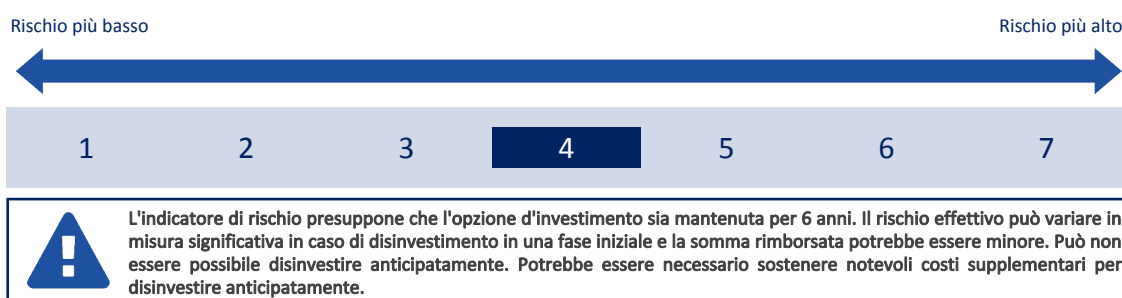 Rischio più basso Rischio più alto
1 2 3 4 5 6 7
L'indicatore di rischio presuppone che l'opzione d'investimento sia mantenuta per 6 anni. Il rischio effettivo può variare in
misura significativa in caso di disinvestimento in una fase iniziale e la somma rimborsata potrebbe essere minore. Può non
essere possibile disinvestire anticipatamente. Potrebbe essere necessario sostenere notevoli costi supplementari per
disinvestire anticipatamente.